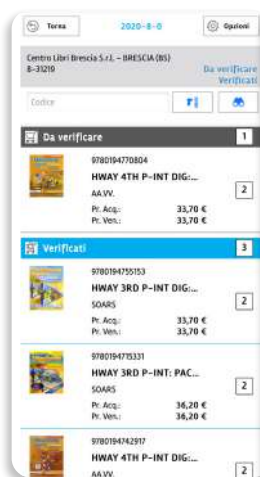 Torna 2020-8-0 Opzioni
Centro Libri Brescia S.r.l. – BRESCIA (BS)
8-31219
Da verificare
Verificati
Codice
Da verificare 1
9780194770804
HWAY 4TH P-INT DIG:...
AA.VV.
2
Pr. Acq.: 33,70 €
Pr. Ven.: 33,70 €
Verificati 3
9780194755153
HWAY 3RD P-INT DIG:...
SOARS
2
Pr. Acq.: 33,70 €
Pr. Ven.: 33,70 €
9780194715331
HWAY 3RD P-INT: PAC...
SOARS
2
Pr. Acq.: 36,20 €
Pr. Ven.: 36,20 €
9780194742917
HWAY 4TH P-INT DIG:...
AA.VV.
2